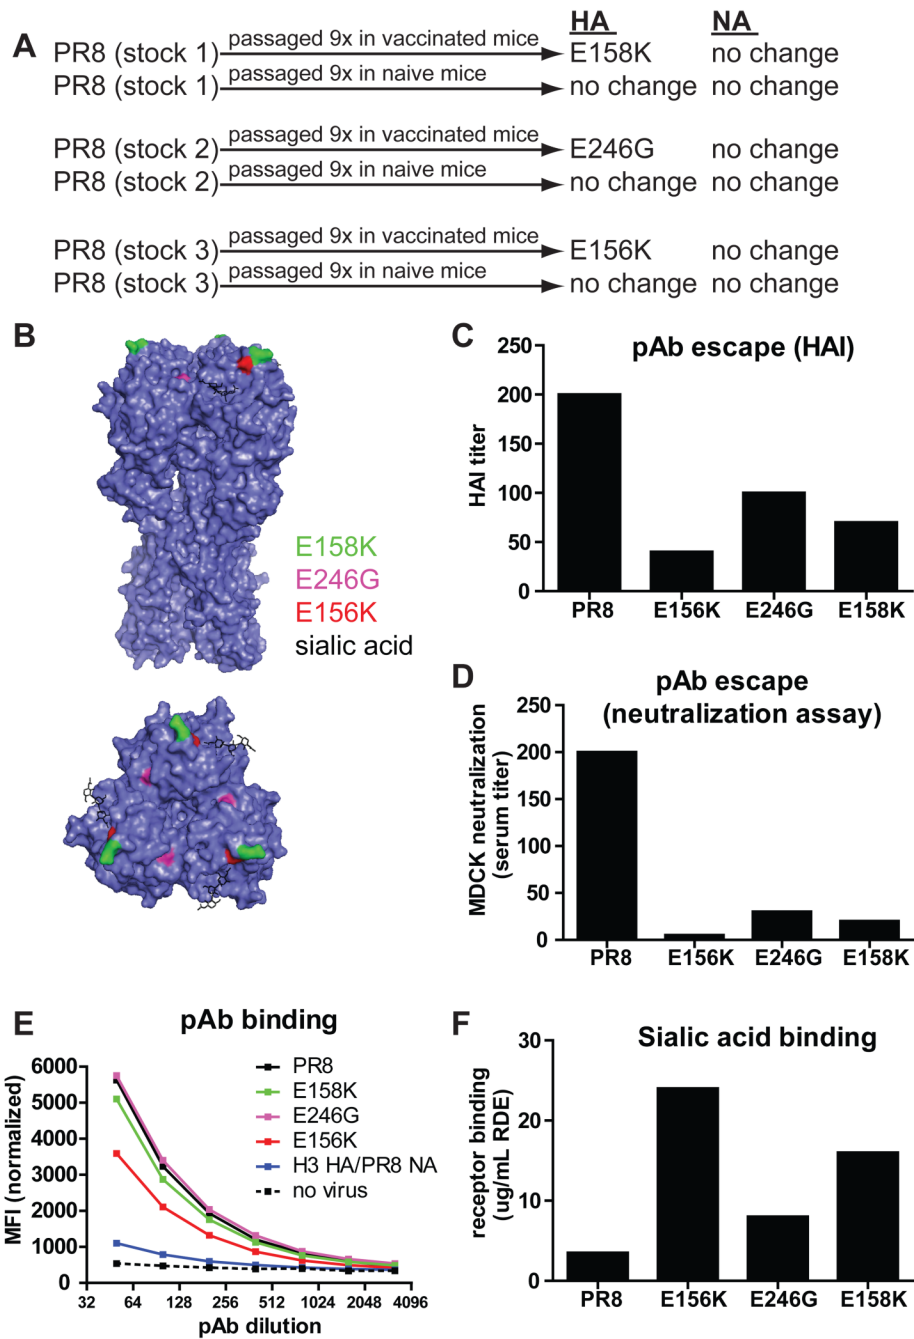 A
HA NA
PR8 (stock 1) passaged 9x in vaccinated mice E158K no change
PR8 (stock 1) passaged 9x in naive mice no change no change
PR8 (stock 2) passaged 9x in vaccinated mice E246G no change
PR8 (stock 2) passaged 9x in naive mice no change no change
PR8 (stock 3) passaged 9x in vaccinated mice E156K no change
PR8 (stock 3) passaged 9x in naive mice no change no change
B
E158K
E246G
E156K
sialic acid
C
pAb escape (HAI)
HAI titer
250
200
150
100
50
0
PR8 E156K E246G E158K
D
pAb escape
(neutralization assay)
MDCK neutralization
(serum titer)
250
200
150
100
50
0
PR8 E156K E246G E158K
E
pAb binding
MFI (normalized)
6000
5000
4000
3000
2000
1000
0
PR8
E158K
E246G
E156K
H3 HA/PR8 NA
no virus
32 64 128 256 512 1024 2048 4096
pAb dilution
F
Sialic acid binding
receptor binding
(ug/mL RDE)
30
20
10
0
PR8 E156K E246G E158K